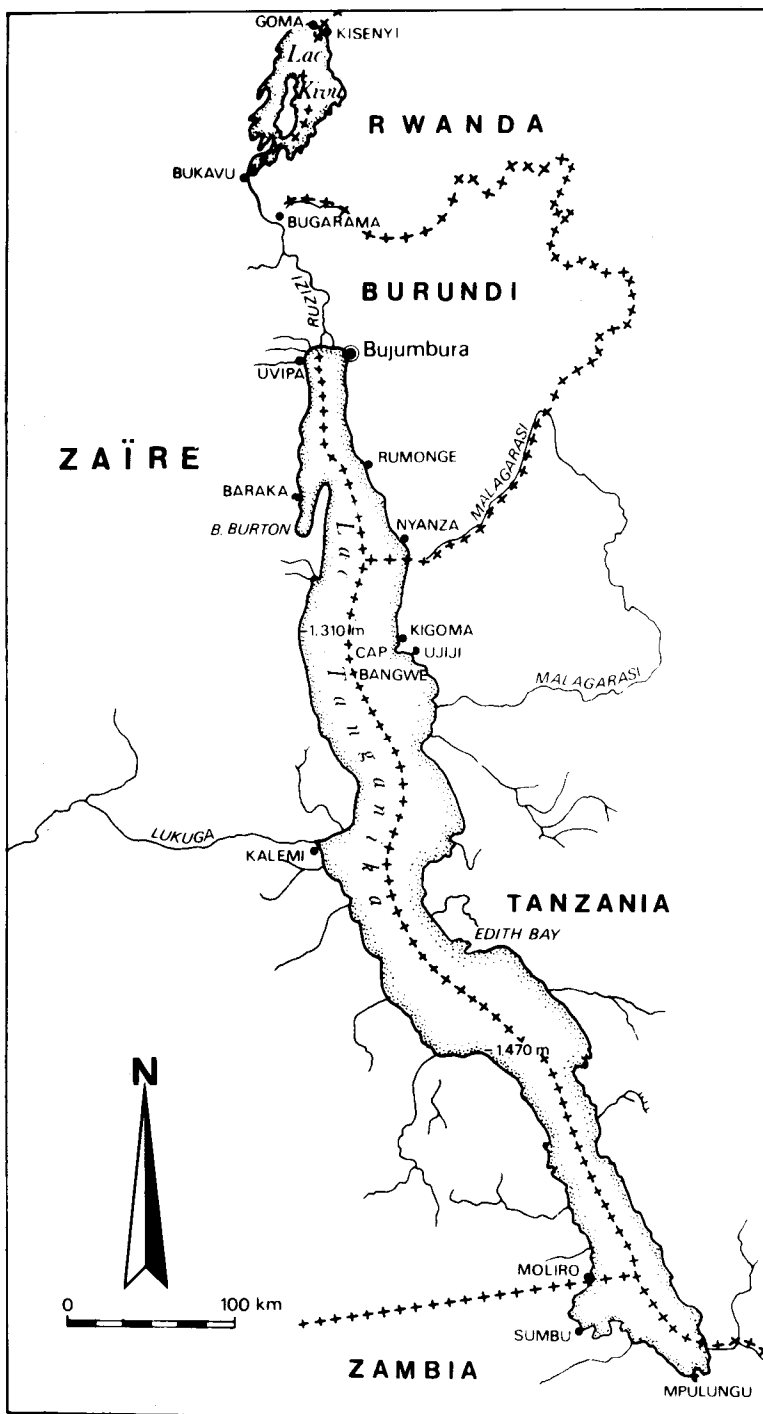 GOMA
KISENYI
Lac
Kivu
RWANDA
BUKAVU
BUGARAMA
RUZIZI
BURUNDI
Bujumbura
UVIPA
ZAÏRE
RUMONGE
MALAGARASI
BARAKA
B. BURTON
NYANZA
Lac
-1.310 m
KIGOMA
CAP
BANGWE
UJIJI
MALAGARASI
Tanganika
LUKUGA
KALEMI
TANZANIA
EDITH BAY
-1.470 m
N
MOLIRO
0 100 km
SUMBU
ZAMBIA
MPULUNGU